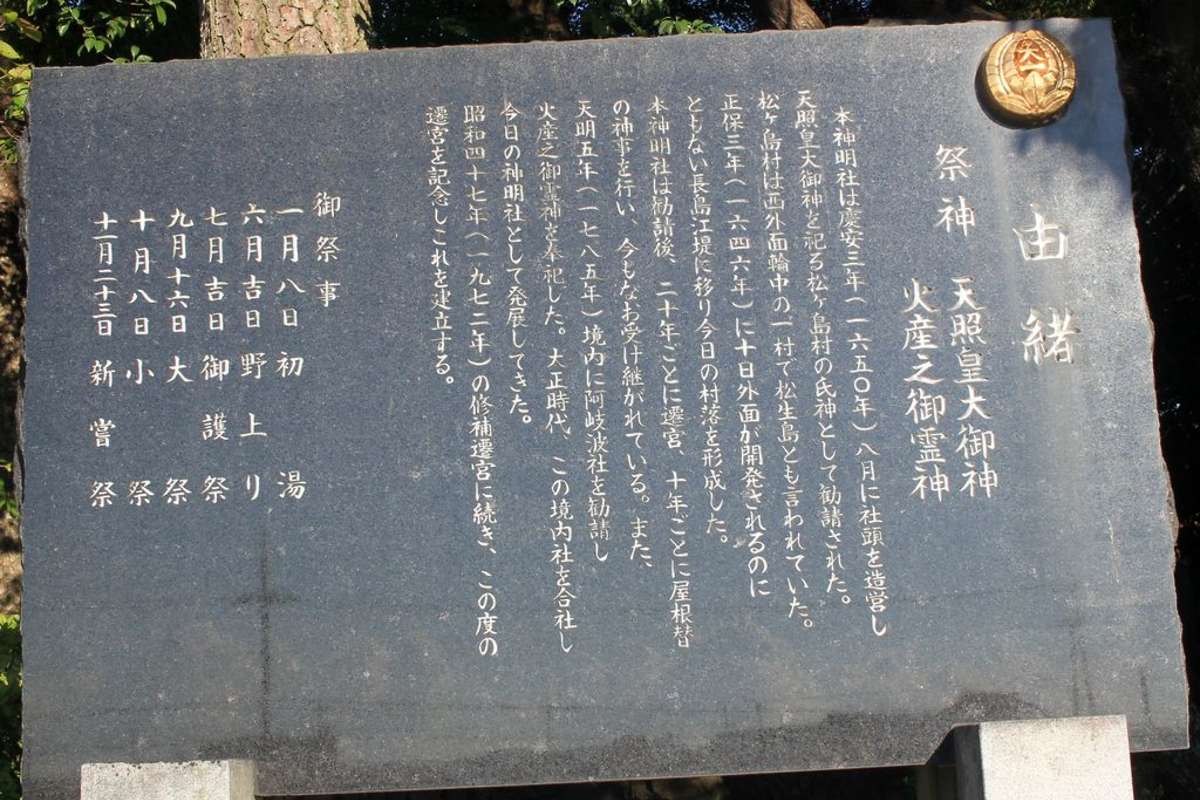 由緒
祭神 天照皇大御神
火産之御霊神
本神明社は慶安三年(一六五〇年)八月に社頭を造営し
天照皇大御神を祀る松ヶ島村の氏神として勧請された。
松ヶ島村は西外面輪中の一村で松生島とも言われていた。
正保三年(一六四六年)に十日外面が開発されるのに
ともない長島江堤に移り今日の村落を形成した。
本神明社は勧請後、二十年ごとに遷宮、十年ごとに屋根替
の神事を行い、今もなお受け継がれている。また、
天明五年(一七八五年)境内に阿岐波社を勧請し
火産之御霊神を奉祀した。大正時代、この境内社を合社し
今日の神明社として発展してきた。
昭和四十七年(一九七二年)の修補遷宮に続き、この度の
遷宮を記念しこれを建立する。
御祭事
一月八日初湯
六月吉日野上り
七月吉日御護祭
九月十六日大祭
十月八日小祭
十一月二十三日新嘗祭